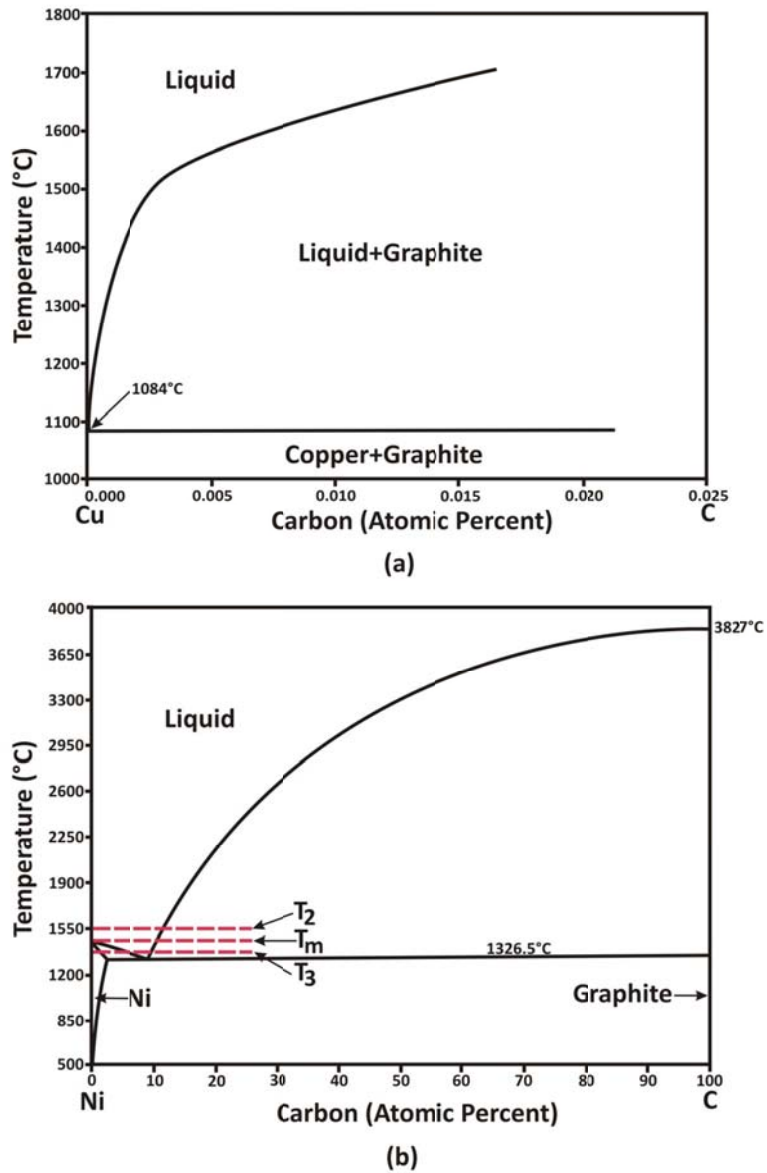 1800
1700
1600
1500
1400
1300
1200
1100
1000
Temperature (°C)
Liquid
Liquid+Graphite
1084°C
Copper+Graphite
0.000 0.005 0.010 0.015 0.020 0.025
Cu Carbon (Atomic Percent) C
(a)
4000
3650
3300
2950
2600
2250
1900
1550
1200
850
500
Temperature (°C)
3827°C
Liquid
T2
Tm
T3
1326.5°C
Ni
Graphite
0 10 20 30 40 50 60 70 80 90 100
Ni Carbon (Atomic Percent) C
(b)